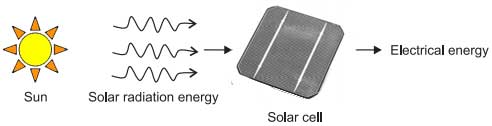 Sun
Solar radiation energy
Solar cell
Electrical energy